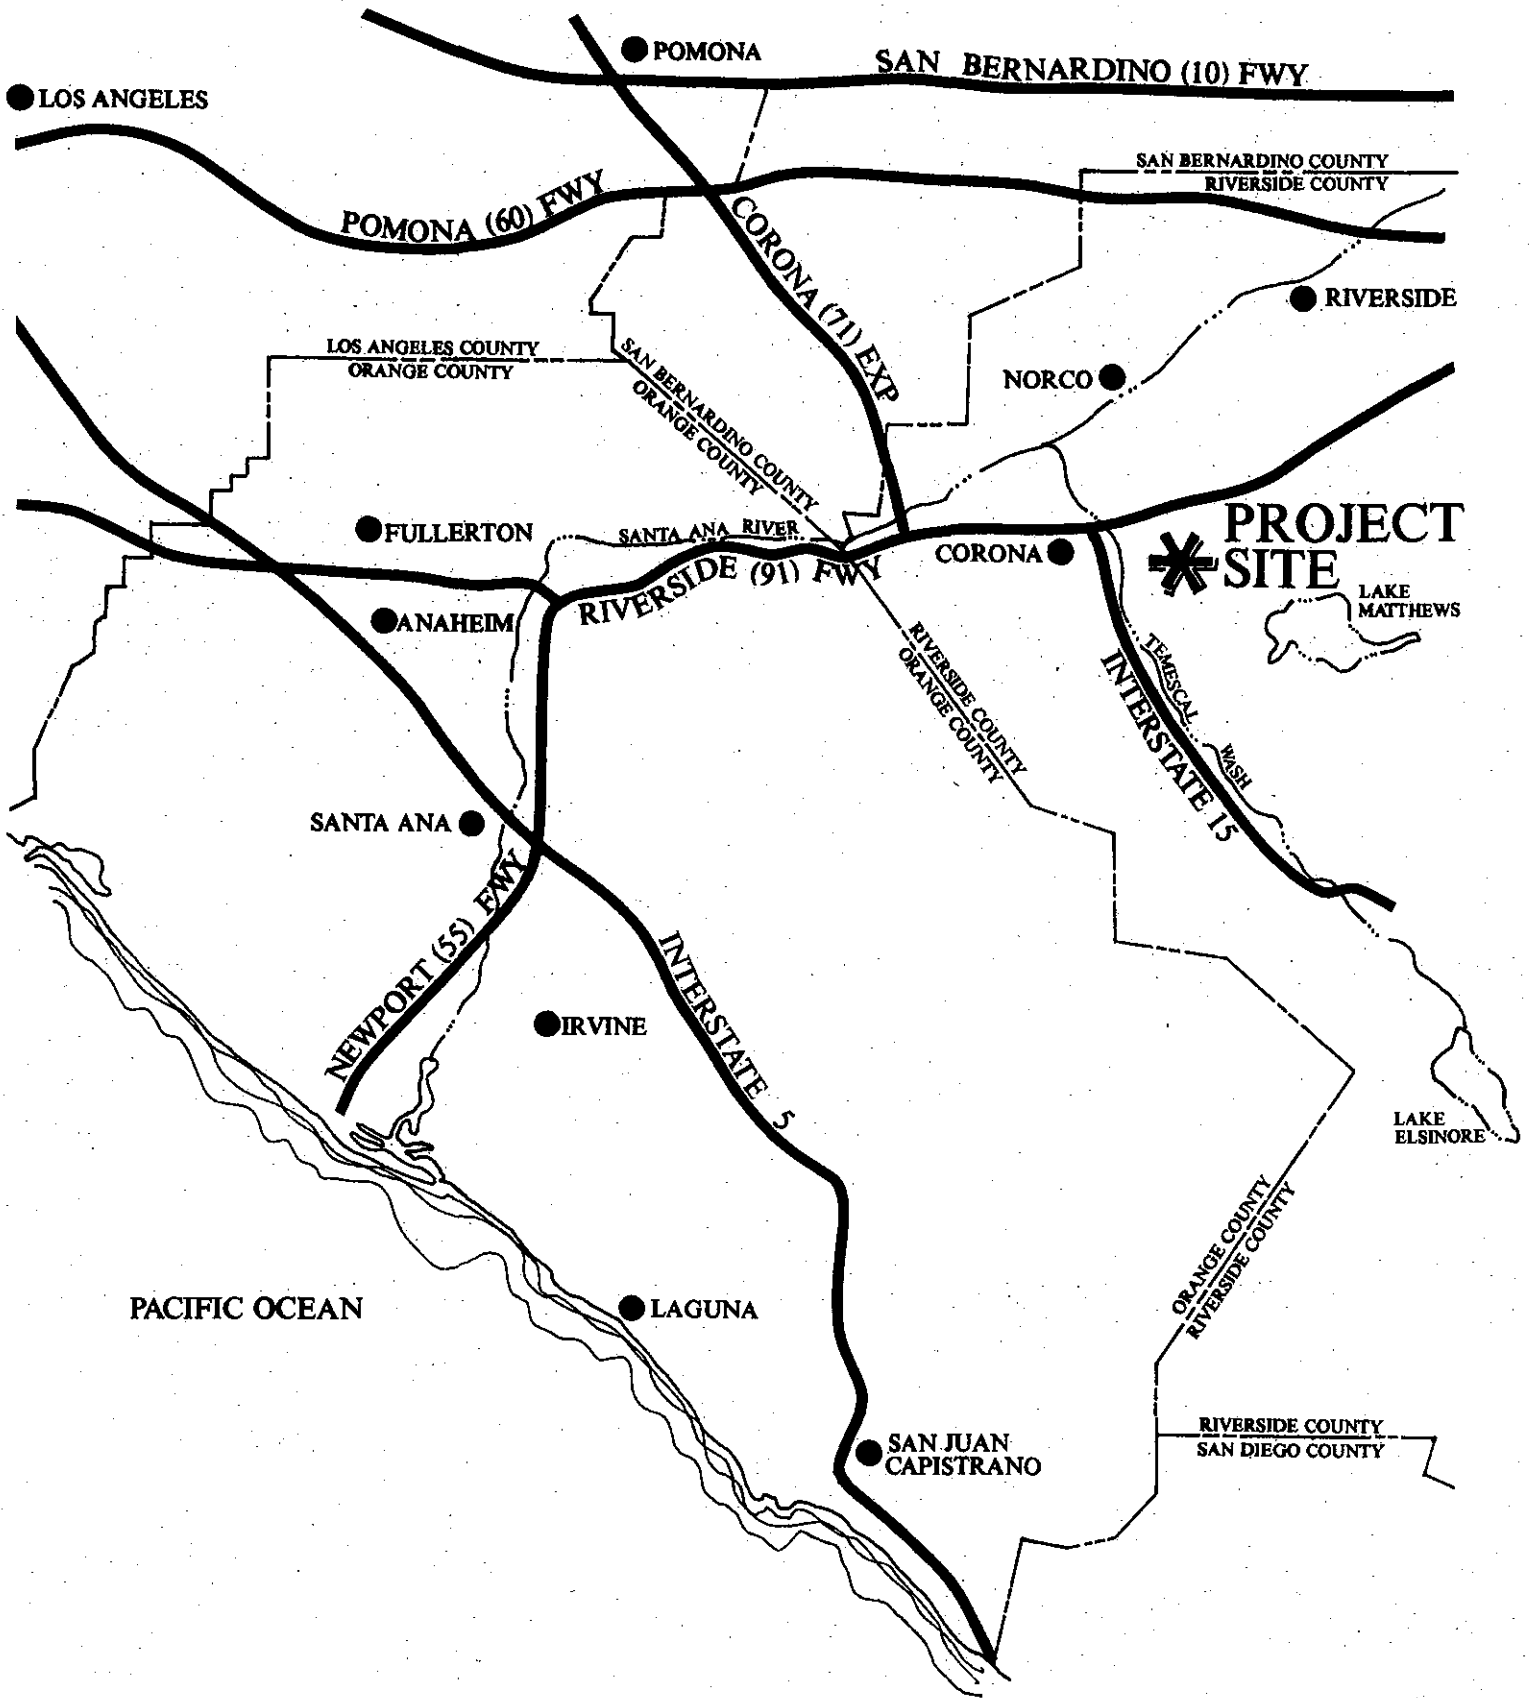 POMONA
SAN BERNARDINO (10) FWY
LOS ANGELES
SAN BERNARDINO COUNTY
RIVERSIDE COUNTY
POMONA (60) FWY
CORONA (71) EXP
RIVERSIDE
LOS ANGELES COUNTY
ORANGE COUNTY
SAN BERNARDINO COUNTY
ORANGE COUNTY
NORCO
FULLERTON
SANTA ANA RIVER
RIVERSIDE (91) FWY
CORONA
PROJECT
SITE
LAKE
MATTHEWS
ANAHEIM
RIVERSIDE COUNTY
ORANGE COUNTY
TEMESCAL WASH
INTERSTATE 15
SANTA ANA
NEWPORT (55) FWY
INTERSTATE 5
IRVINE
LAKE
ELSINORE
ORANGE COUNTY
RIVERSIDE COUNTY
PACIFIC OCEAN
LAGUNA
RIVERSIDE COUNTY
SAN DIEGO COUNTY
SAN JUAN
CAPISTRANO